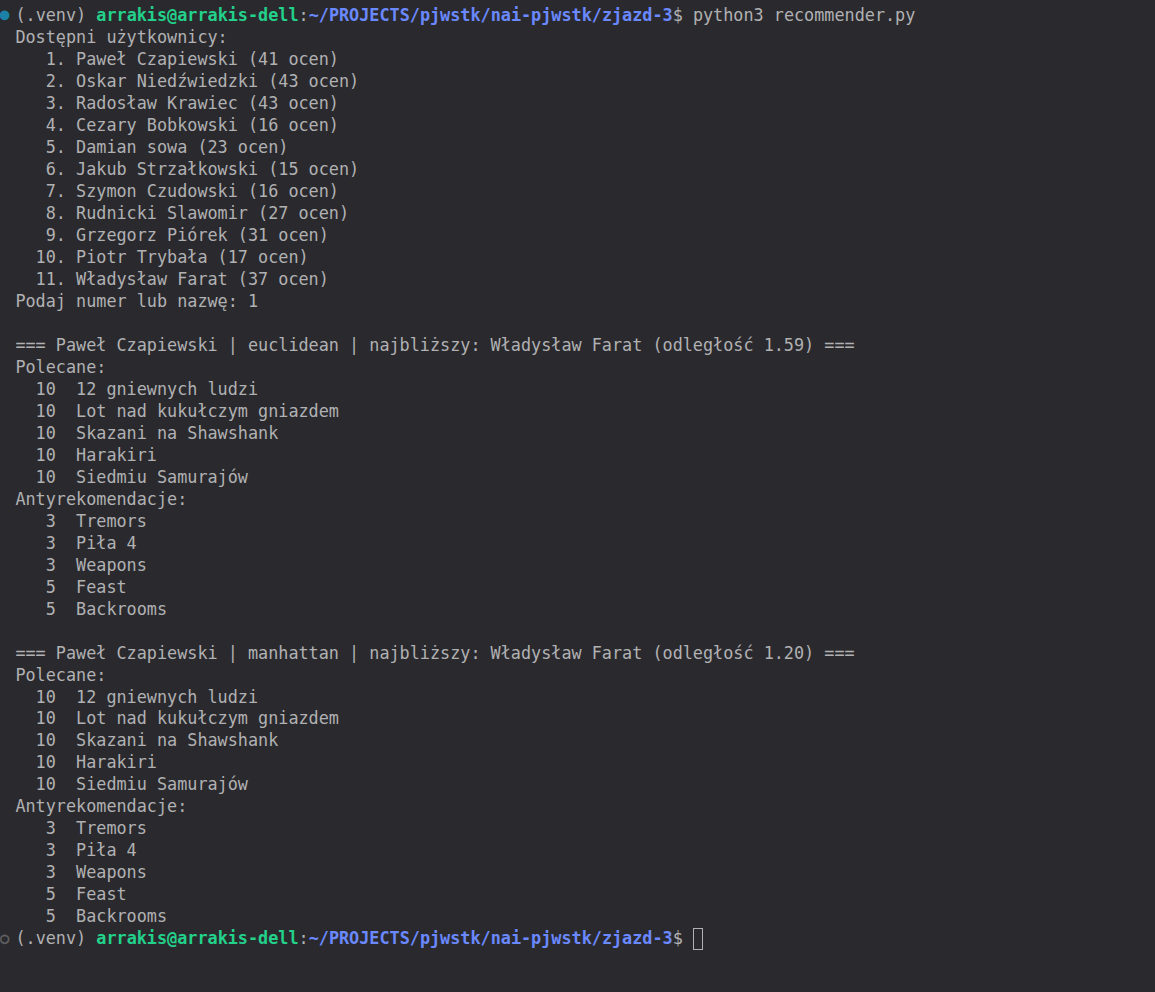 (.venv) arrakis@arrakis-dell:~/PROJECTS/pjwstk/nai-pjwstk/zjazd-3$ python3 recommender.py
Dostępni użytkownicy:
1. Paweł Czapiewski (41 ocen)
2. Oskar Niedźwiedzki (43 ocen)
3. Radosław Krawiec (43 ocen)
4. Cezary Bobkowski (16 ocen)
5. Damian sowa (23 ocen)
6. Jakub Strzałkowski (15 ocen)
7. Szymon Czudowski (16 ocen)
8. Rudnicki Slawomir (27 ocen)
9. Grzegorz Piórek (31 ocen)
10. Piotr Trybała (17 ocen)
11. Władysław Farat (37 ocen)
Podaj numer lub nazwę: 1
=== Paweł Czapiewski | euclidean | najbliższy: Władysław Farat (odległość 1.59) ===
Polecane:
10 12 gniewnych ludzi
10 Lot nad kukułczym gniazdem
10 Skazani na Shawshank
10 Harakiri
10 Siedmiu Samurajów
Antyrekomendacje:
3 Tremors
3 Piła 4
3 Weapons
5 Feast
5 Backrooms
=== Paweł Czapiewski | manhattan | najbliższy: Władysław Farat (odległość 1.20) ===
Polecane:
10 12 gniewnych ludzi
10 Lot nad kukułczym gniazdem
10 Skazani na Shawshank
10 Harakiri
10 Siedmiu Samurajów
Antyrekomendacje:
3 Tremors
3 Piła 4
3 Weapons
5 Feast
5 Backrooms
(.venv) arrakis@arrakis-dell:~/PROJECTS/pjwstk/nai-pjwstk/zjazd-3$